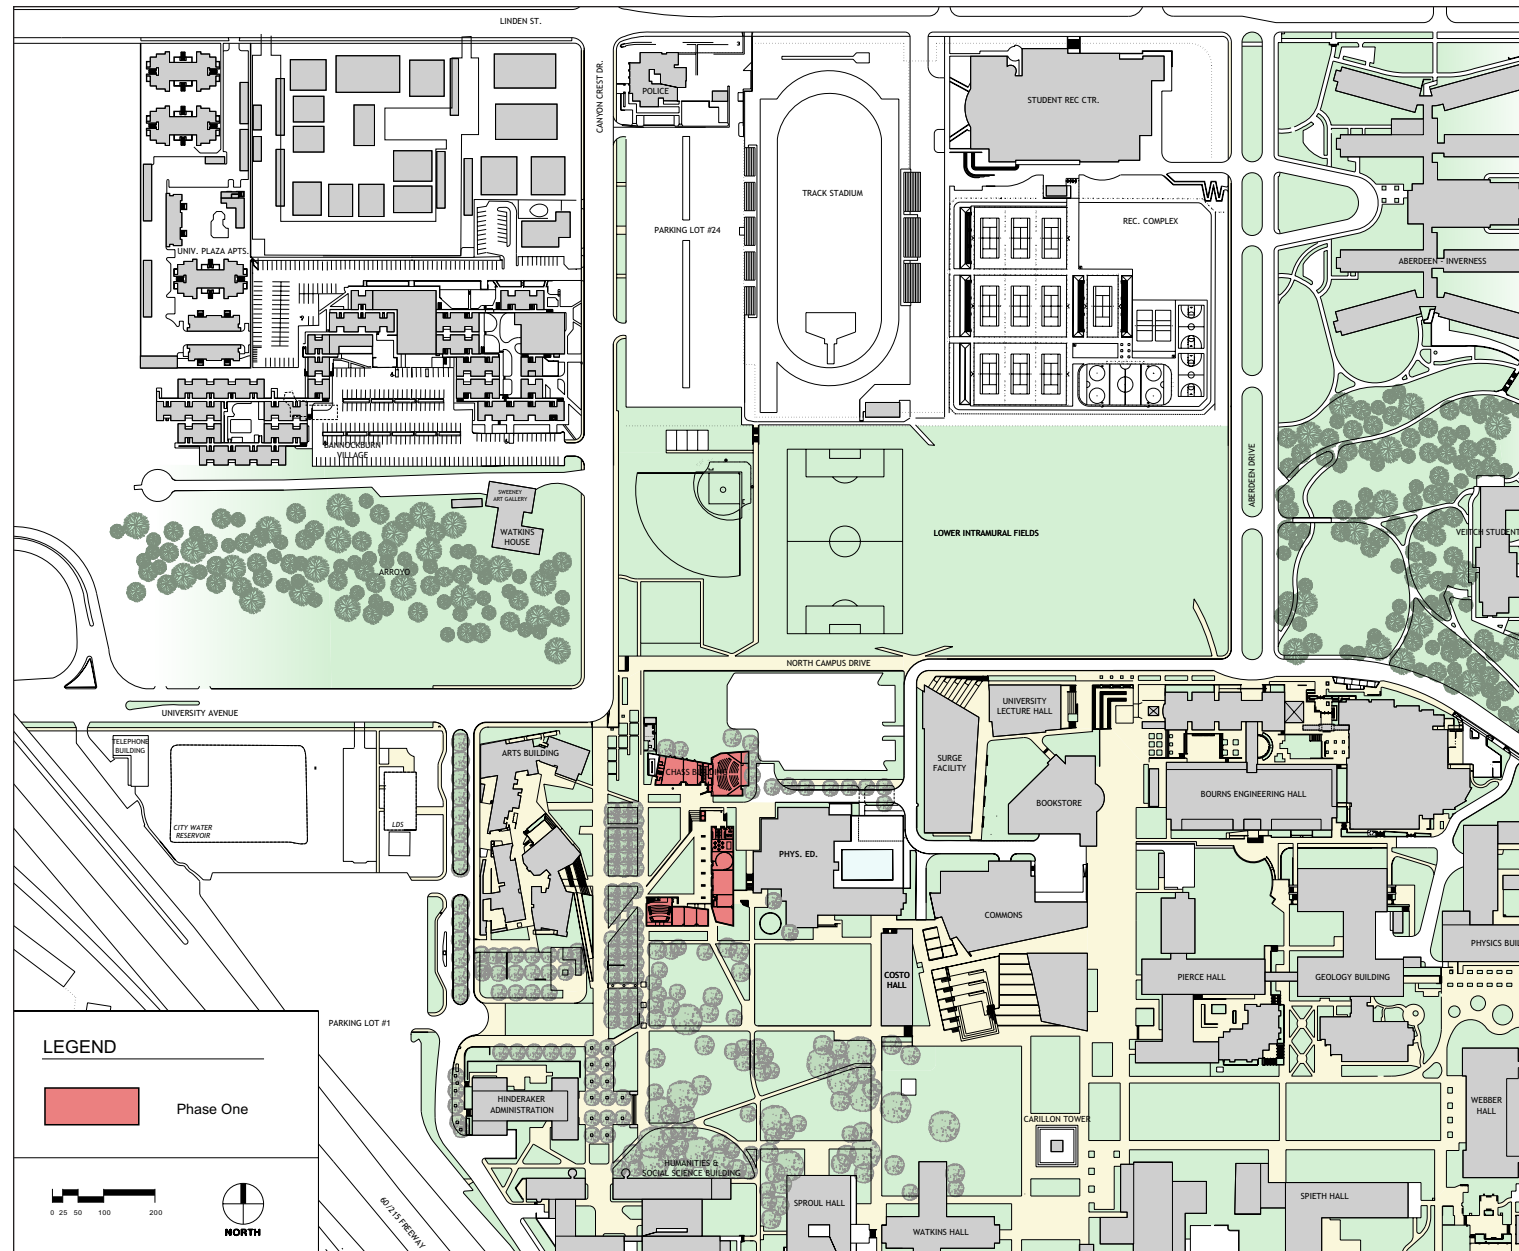 LINDEN ST.
CANYON CREST DR.
POLICE
STUDENT REC CTR.
TRACK STADIUM
PARKING LOT #24
REC. COMPLEX
UNIV. PLAZA APTS.
ABERDEEN - INVERNESS
BANNOCKBURN
VILLAGE
ABERDEEN DRIVE
SWEENEY
ART GALLERY
WATKINS
HOUSE
LOWER INTRAMURAL FIELDS
VEITCH STUDENT
ARROYO
NORTH CAMPUS DRIVE
UNIVERSITY AVENUE
UNIVERSITY
LECTURE HALL
TELEPHONE
BUILDING
ARTS BUILDING
SURGE
FACILITY
CHASS BUILDING
BOURNS ENGINEERING HALL
BOOKSTORE
CITY WATER
RESERVOIR
LDS
PHYS. ED.
COMMONS
PHYSICS BUIL
COSTO
HALL
PIERCE HALL
GEOLOGY BUILDING
PARKING LOT #1
LEGEND
Phase One
HINDERAKER
ADMINISTRATION
WEBBER
HALL
CARILLON TOWER
HUMANITIES &
SOCIAL SCIENCE BUILDING
SPROUL HALL
SPIETH HALL
WATKINS HALL
60/215 FREEWAY
0 25 50 100 200
NORTH